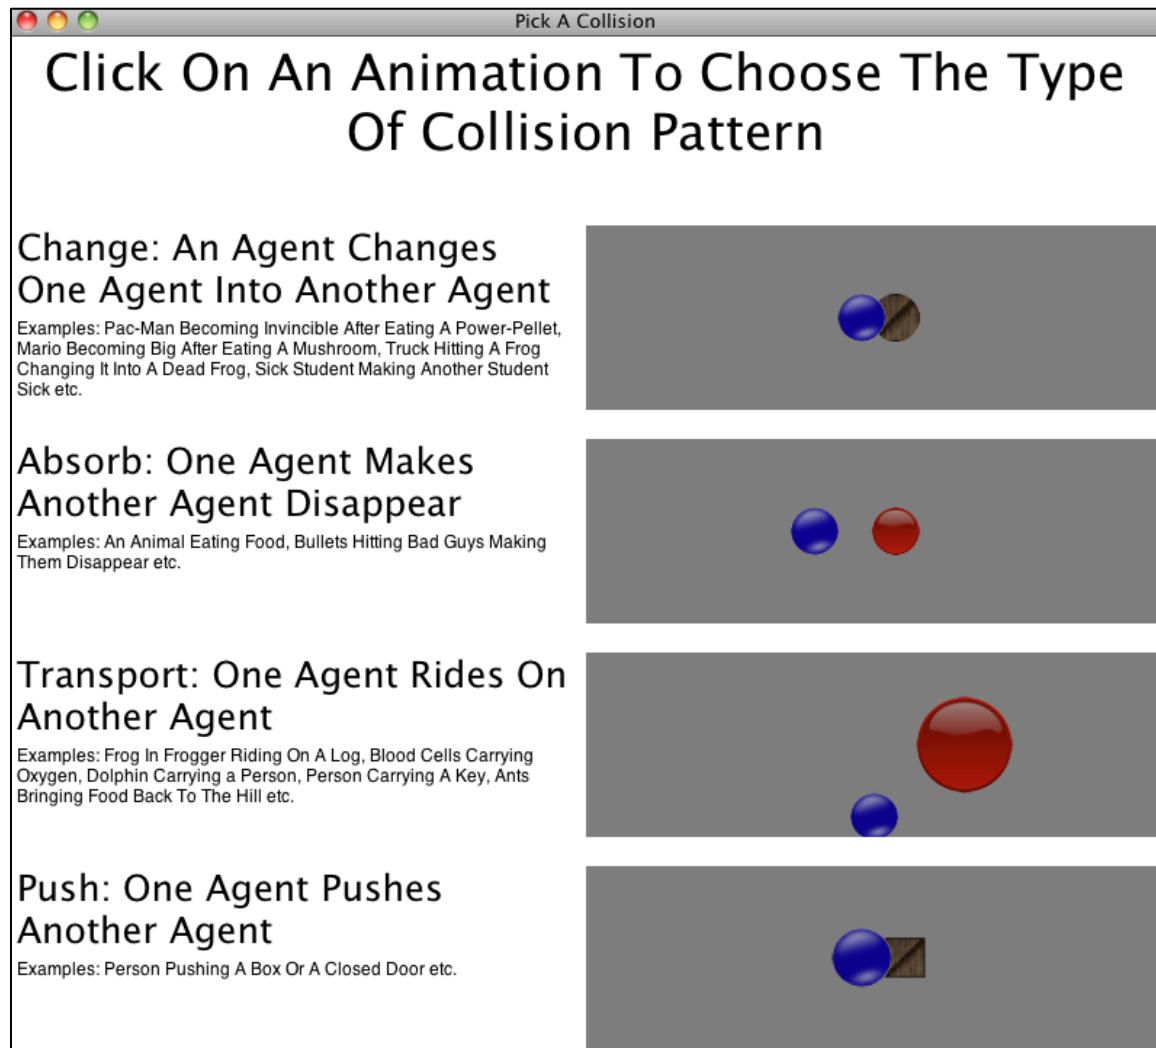 Pick A Collision
Click On An Animation To Choose The Type
Of Collision Pattern
Change: An Agent Changes
One Agent Into Another Agent
Examples: Pac-Man Becoming Invincible After Eating A Power-Pellet,
Mario Becoming Big After Eating A Mushroom, Truck Hitting A Frog
Changing It Into A Dead Frog, Sick Student Making Another Student
Sick etc.
Absorb: One Agent Makes
Another Agent Disappear
Examples: An Animal Eating Food, Bullets Hitting Bad Guys Making
Them Disappear etc.
Transport: One Agent Rides On
Another Agent
Examples: Frog In Frogger Riding On A Log, Blood Cells Carrying
Oxygen, Dolphin Carrying a Person, Person Carrying A Key, Ants
Bringing Food Back To The Hill etc.
Push: One Agent Pushes
Another Agent
Examples: Person Pushing A Box Or A Closed Door etc.